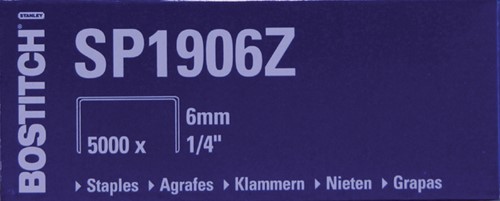 STANLEY
BOSTITCH
SP1906Z
5000 x
6mm
1/4"
Staples Agrafes Klammern Nieten Grapas